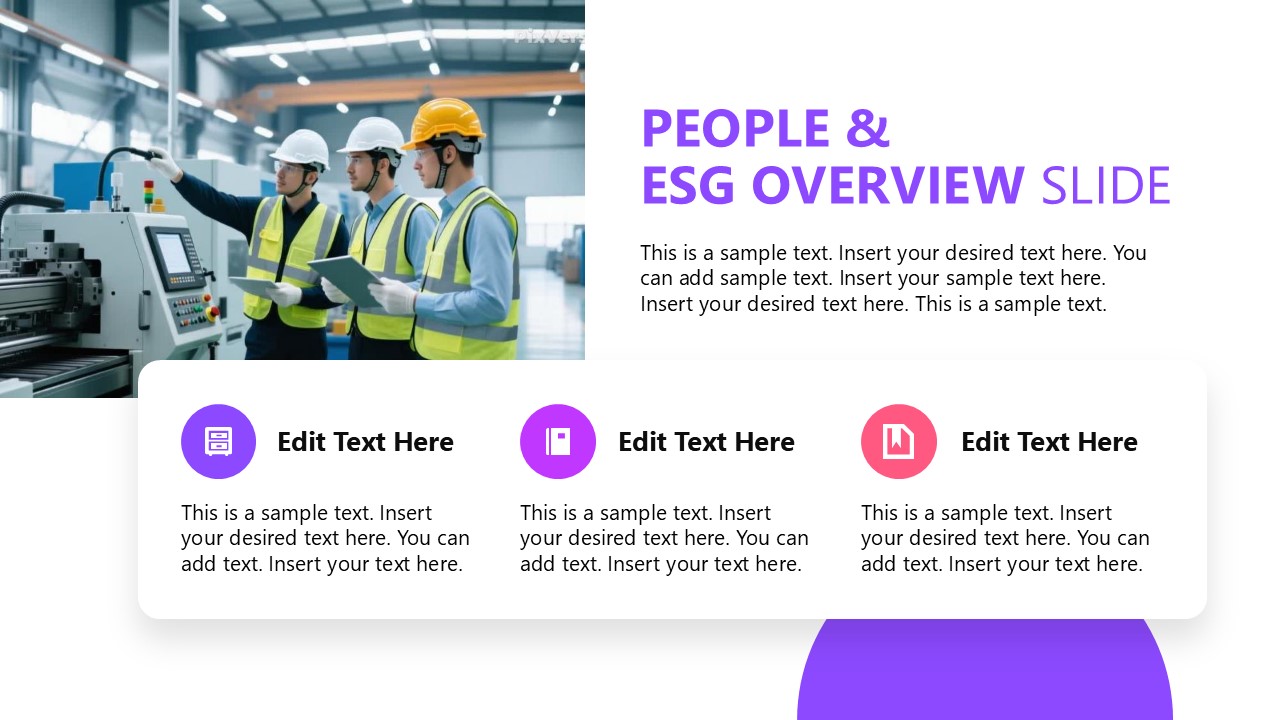 PEOPLE &
ESG OVERVIEW SLIDE
This is a sample text. Insert your desired text here. You
can add sample text. Insert your sample text here.
Insert your desired text here. This is a sample text.
Edit Text Here
This is a sample text. Insert
your desired text here. You can
add text. Insert your text here.
Edit Text Here
This is a sample text. Insert
your desired text here. You can
add text. Insert your text here.
Edit Text Here
This is a sample text. Insert
your desired text here. You can
add text. Insert your text here.